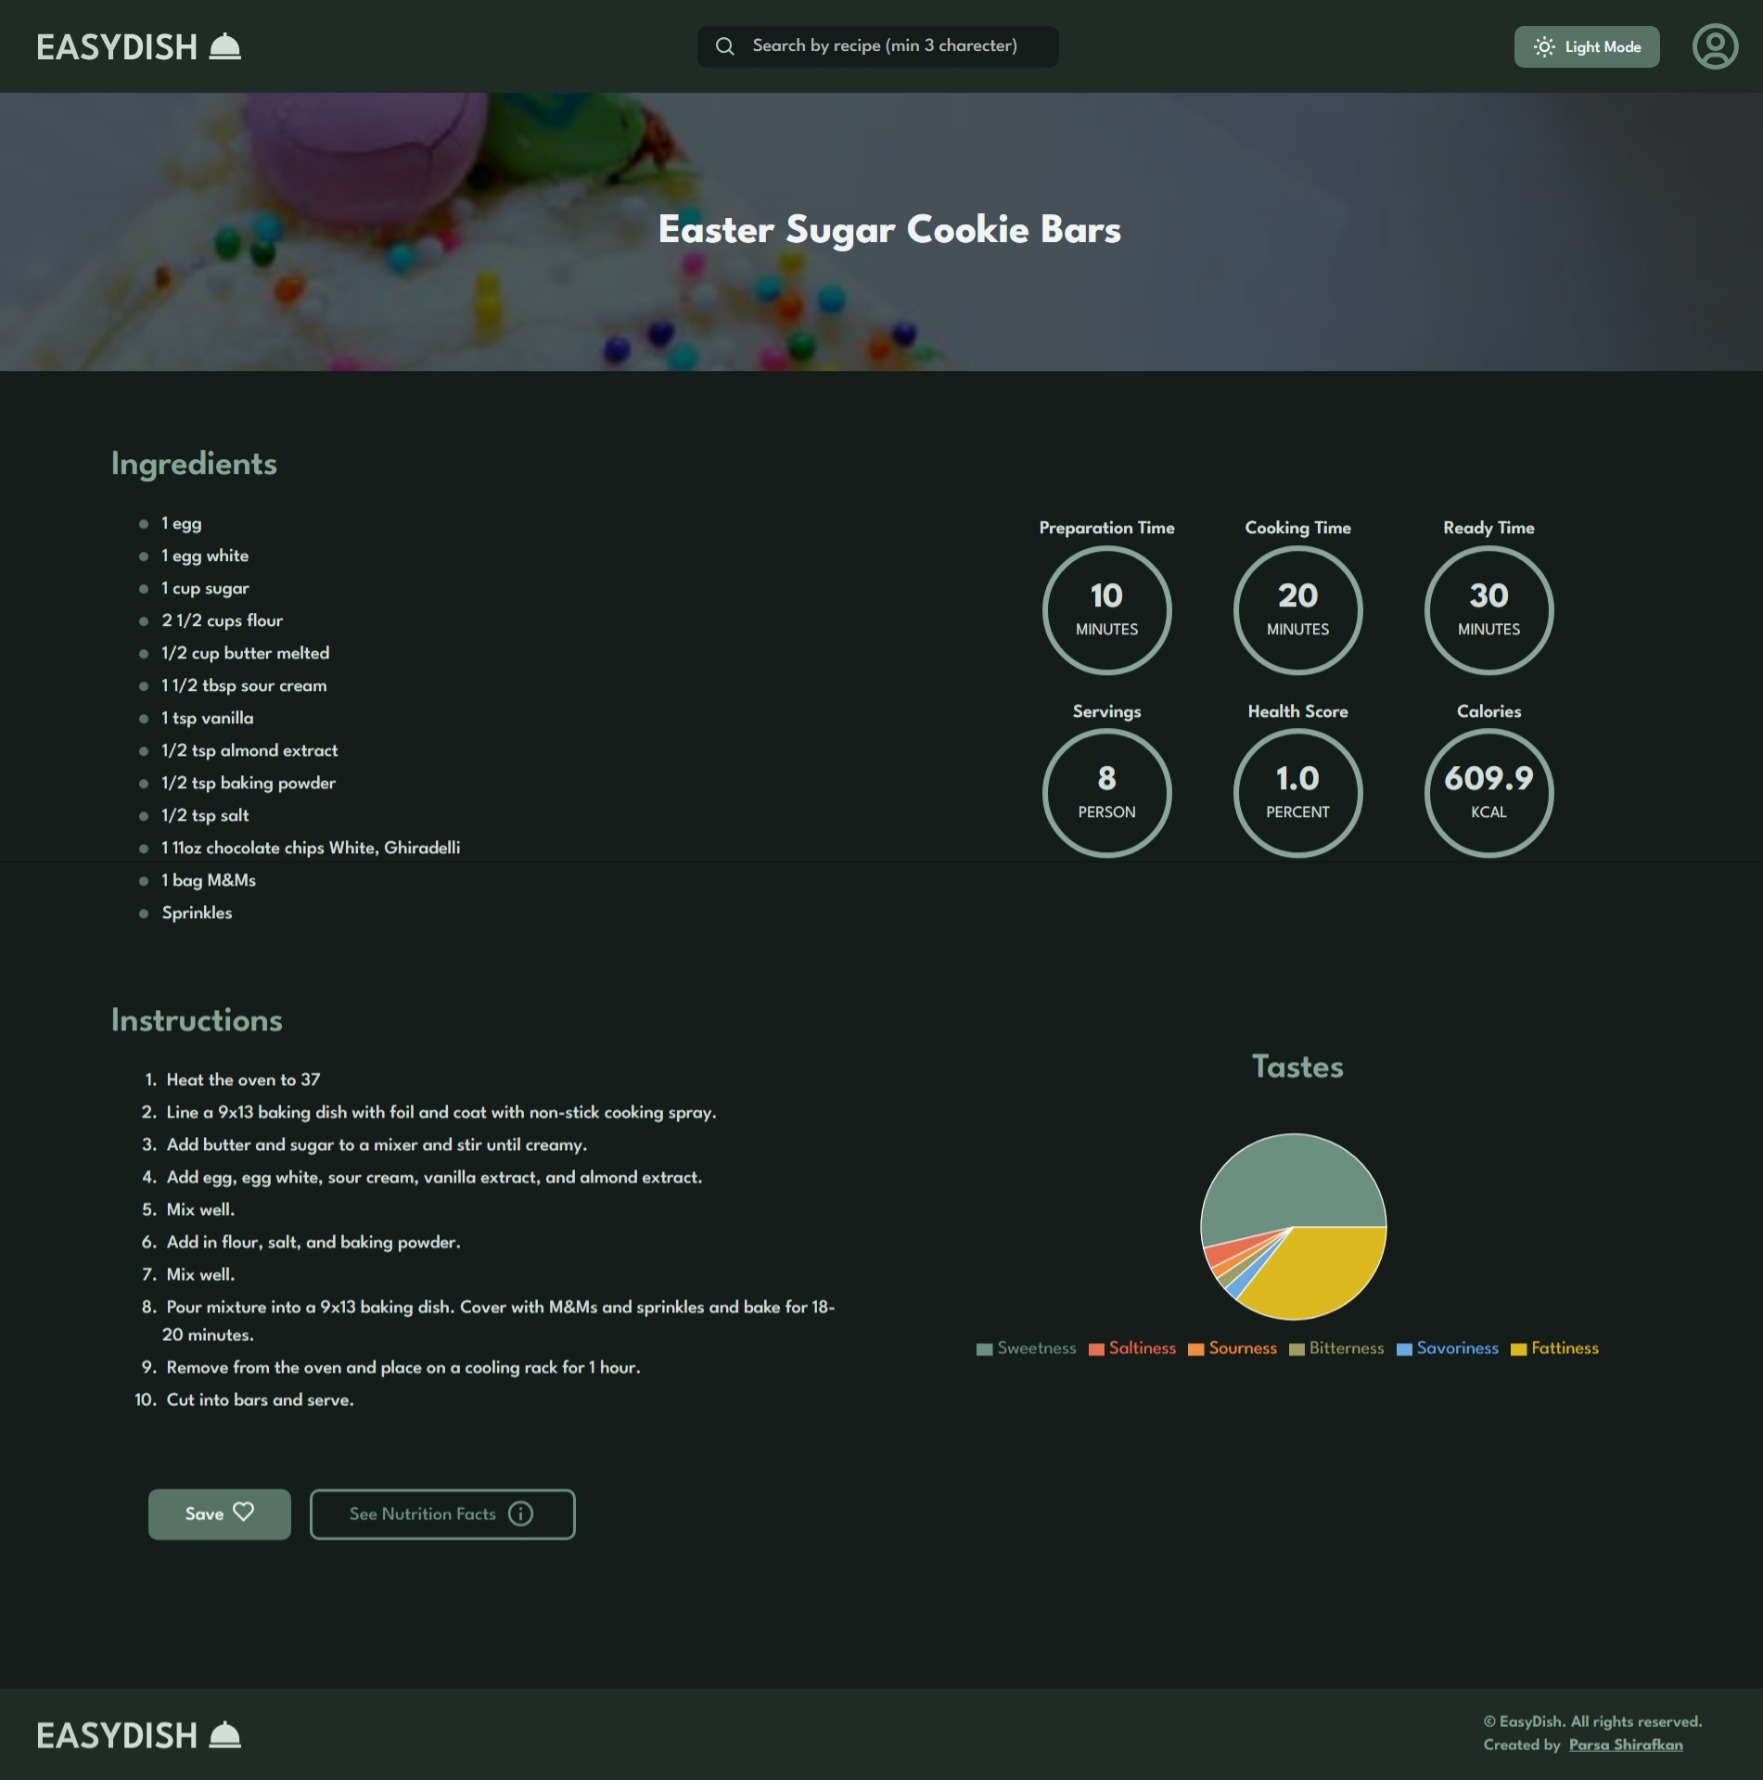 EASYDISH
Search by recipe (min 3 charecter)
Light Mode
Easter Sugar Cookie Bars
Ingredients
1 egg
1 egg white
1 cup sugar
2 1/2 cups flour
1/2 cup butter melted
1 1/2 tbsp sour cream
1 tsp vanilla
1/2 tsp almond extract
1/2 tsp baking powder
1/2 tsp salt
1 11oz chocolate chips White, Ghiradelli
1 bag M&Ms
Sprinkles
Preparation Time
10
MINUTES
Cooking Time
20
MINUTES
Ready Time
30
MINUTES
Servings
8
PERSON
Health Score
1.0
PERCENT
Calories
609.9
KCAL
Instructions
1. Heat the oven to 37
2. Line a 9x13 baking dish with foil and coat with non-stick cooking spray.
3. Add butter and sugar to a mixer and stir until creamy.
4. Add egg, egg white, sour cream, vanilla extract, and almond extract.
5. Mix well.
6. Add in flour, salt, and baking powder.
7. Mix well.
8. Pour mixture into a 9x13 baking dish. Cover with M&Ms and sprinkles and bake for 18-
20 minutes.
9. Remove from the oven and place on a cooling rack for 1 hour.
10. Cut into bars and serve.
Tastes
Sweetness Saltiness Sourness Bitterness Savoriness Fattiness
Save
See Nutrition Facts
EASYDISH
© EasyDish. All rights reserved.
Created by Parsa Shirafkan